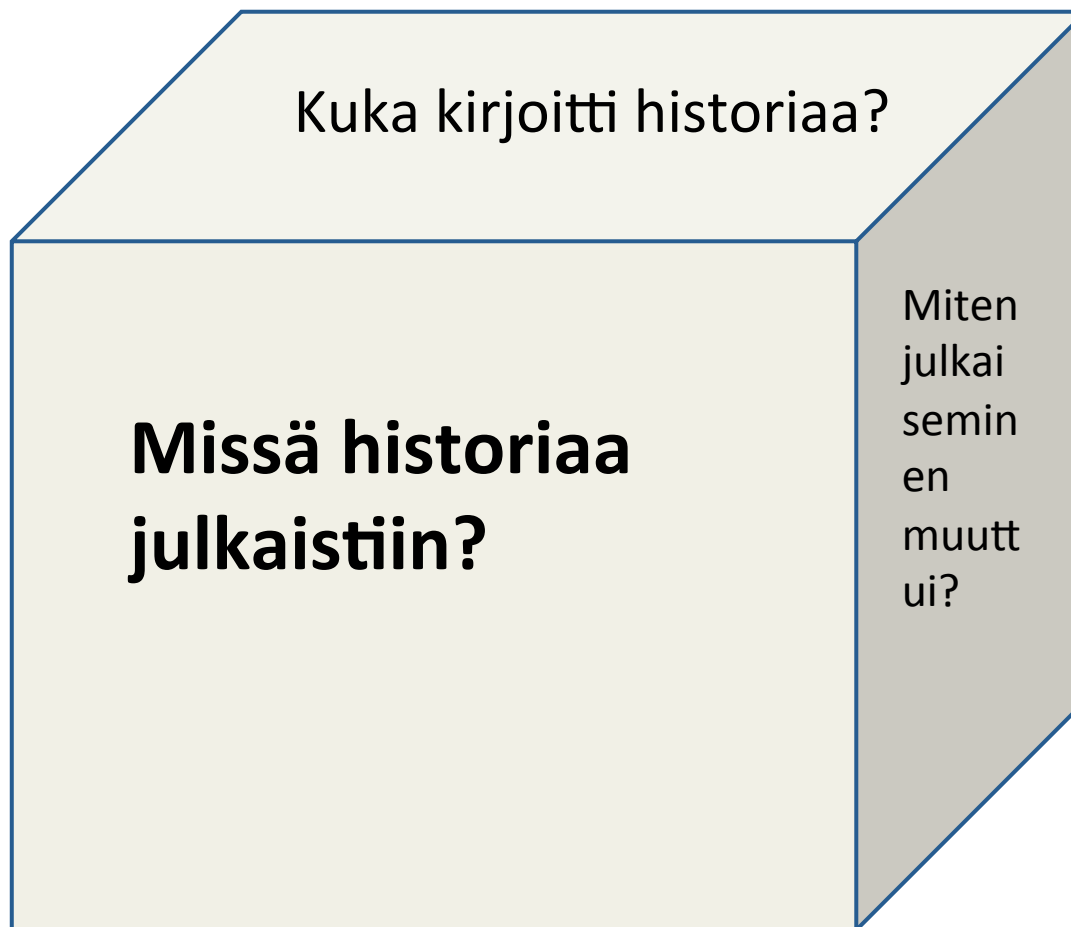 Kuka kirjoitti historiaa?
Missä historiaa
julkaistiin?
Miten
julkai
semin
en
muutt
ui?